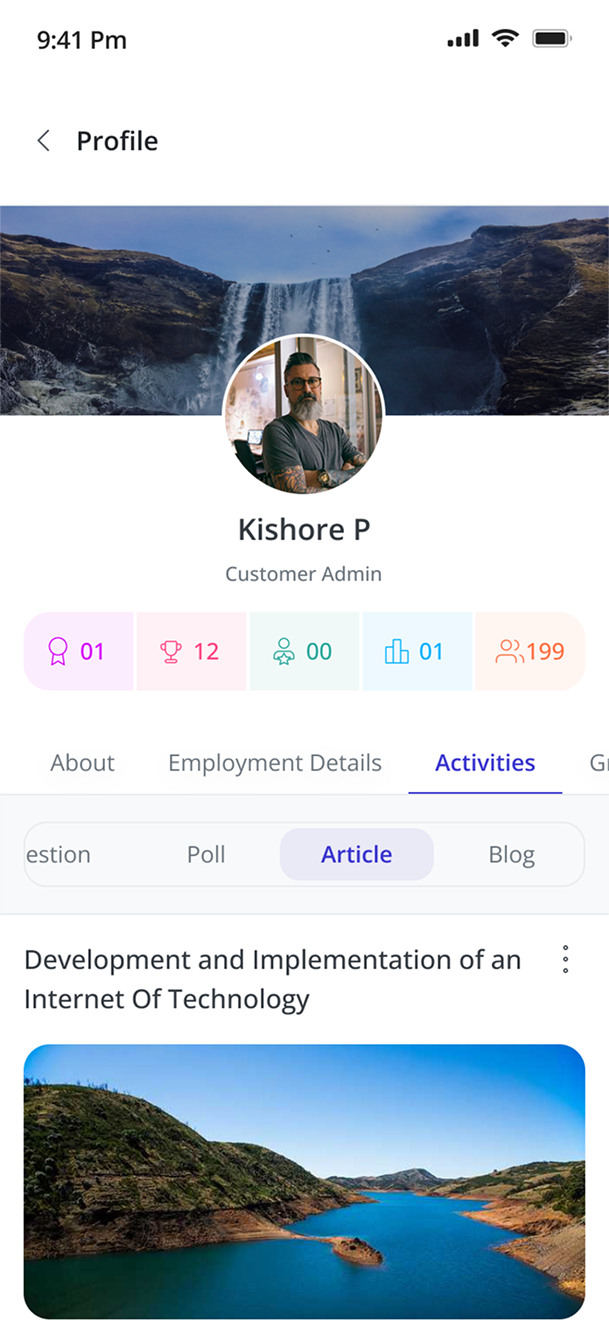 9:41 Pm
Profile
Kishore P
Customer Admin
01 12 00 01 199
About Employment Details Activities Gr
estion Poll Article Blog
Development and Implementation of an
Internet Of Technology